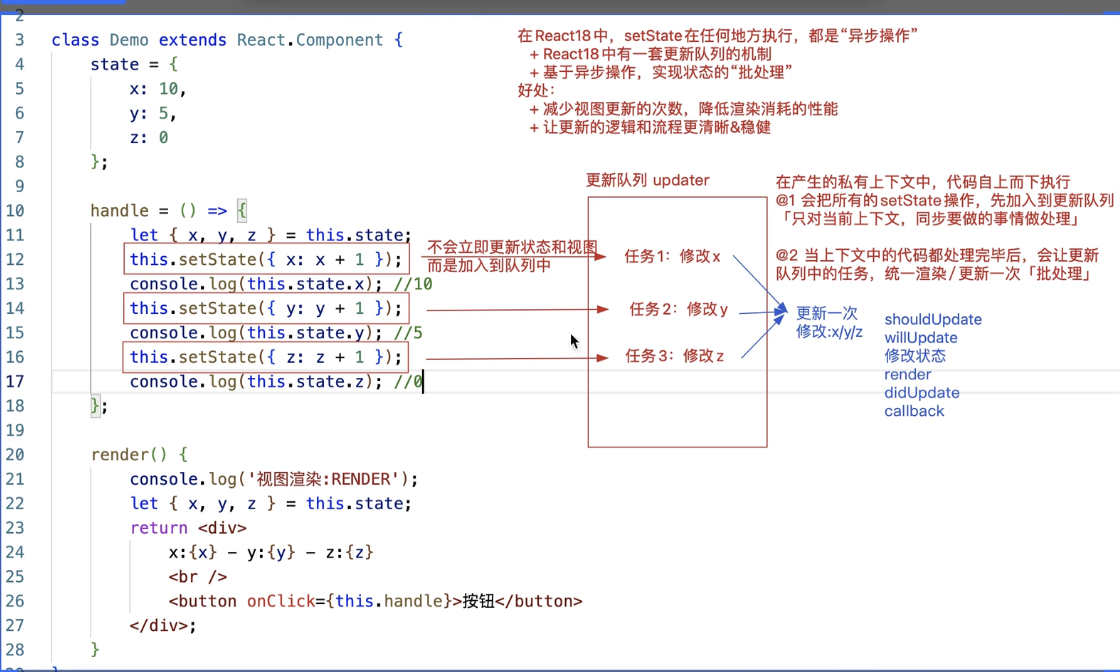 2
3 class Demo extends React.Component {
4 state = {
5 x: 10,
6 y: 5,
7 z: 0
8 };
9
10 handle = () => {
11 let { x, y, z } = this.state;
12 this.setState({ x: x + 1 });
13 console.log(this.state.x); //10
14 this.setState({ y: y + 1 });
15 console.log(this.state.y); //5
16 this.setState({ z: z + 1 });
17 console.log(this.state.z); //0
18 };
19
20 render() {
21 console.log('视图渲染:RENDER');
22 let { x, y, z } = this.state;
23 return <div>
24 x:{x} - y:{y} - z:{z}
25 <br />
26 <button onClick={this.handle}>按钮</button>
27 </div>;
28 }
在React18中，setState在任何地方执行，都是“异步操作”
+ React18中有一套更新队列的机制
+ 基于异步操作，实现状态的“批处理”
好处：
+ 减少视图更新的次数，降低渲染消耗的性能
+ 让更新的逻辑和流程更清晰&稳健
不会立即更新状态和视图
而是加入到队列中
更新队列 updater
任务1：修改x
任务2：修改y
任务3：修改z
在产生的私有上下文中，代码自上而下执行
@1 会把所有的setState操作，先加入到更新队列
「只对当前上下文，同步要做的事情做处理」
@2 当上下文中的代码都处理完毕后，会让更新
队列中的任务，统一渲染/更新一次「批处理」
更新一次
修改:x/y/z
shouldUpdate
willUpdate
修改状态
render
didUpdate
callback